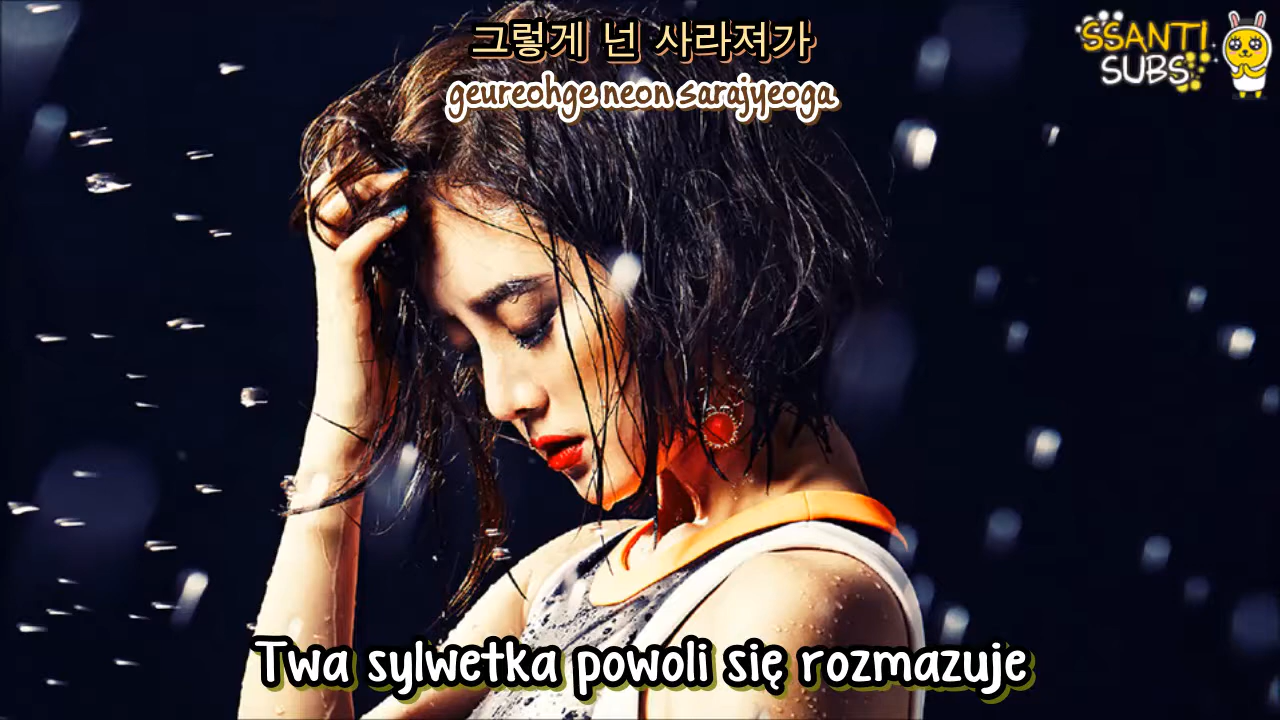 그렇게 넌 사라져가
geureohge neon sarajyeoga
SSANTI
SUBS
Twa sylwetka powoli się rozmazuje